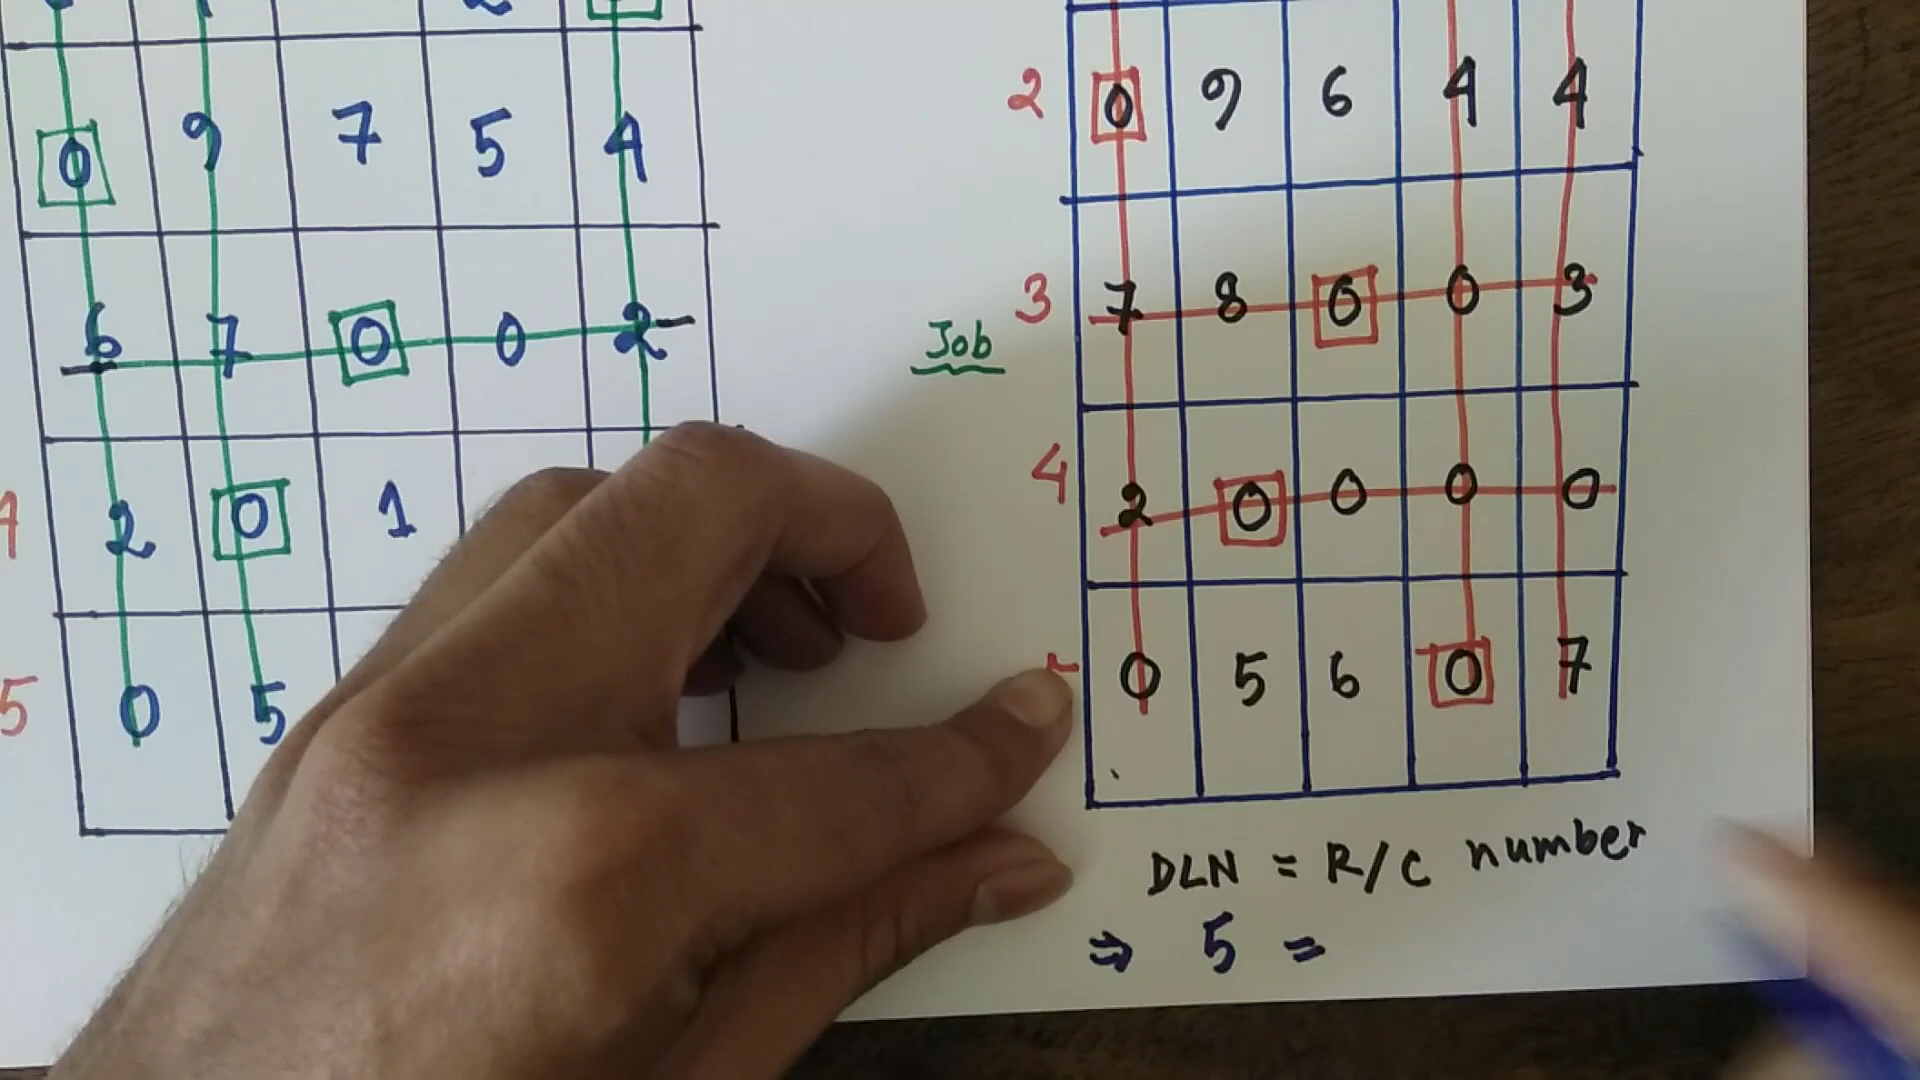 0 9 7 5 4
6 7 0 0 2
4 2 0 1
5 0 5
Job
2 0 9 6 4 4
3 7 8 0 0 3
4 2 0 0 0 0
0 5 6 0 7
DLN = R/C number
⇒ 5 =